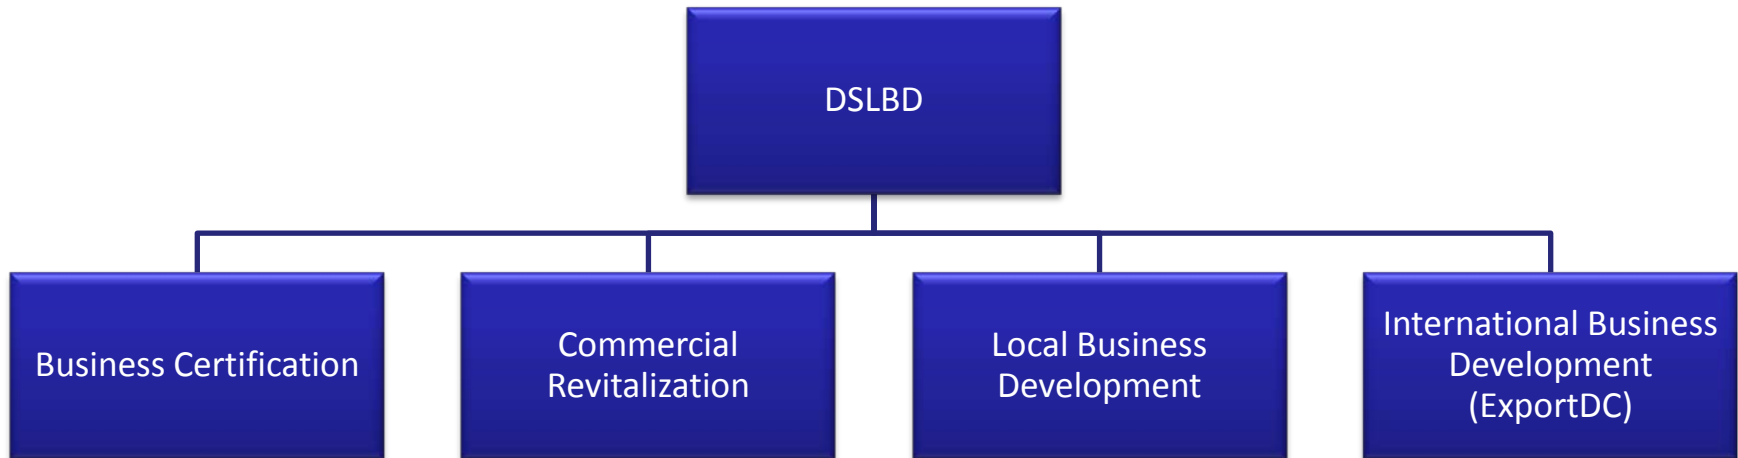 DSLBD
Business Certification
Commercial
Revitalization
Local Business
Development
International Business
Development
(ExportDC)